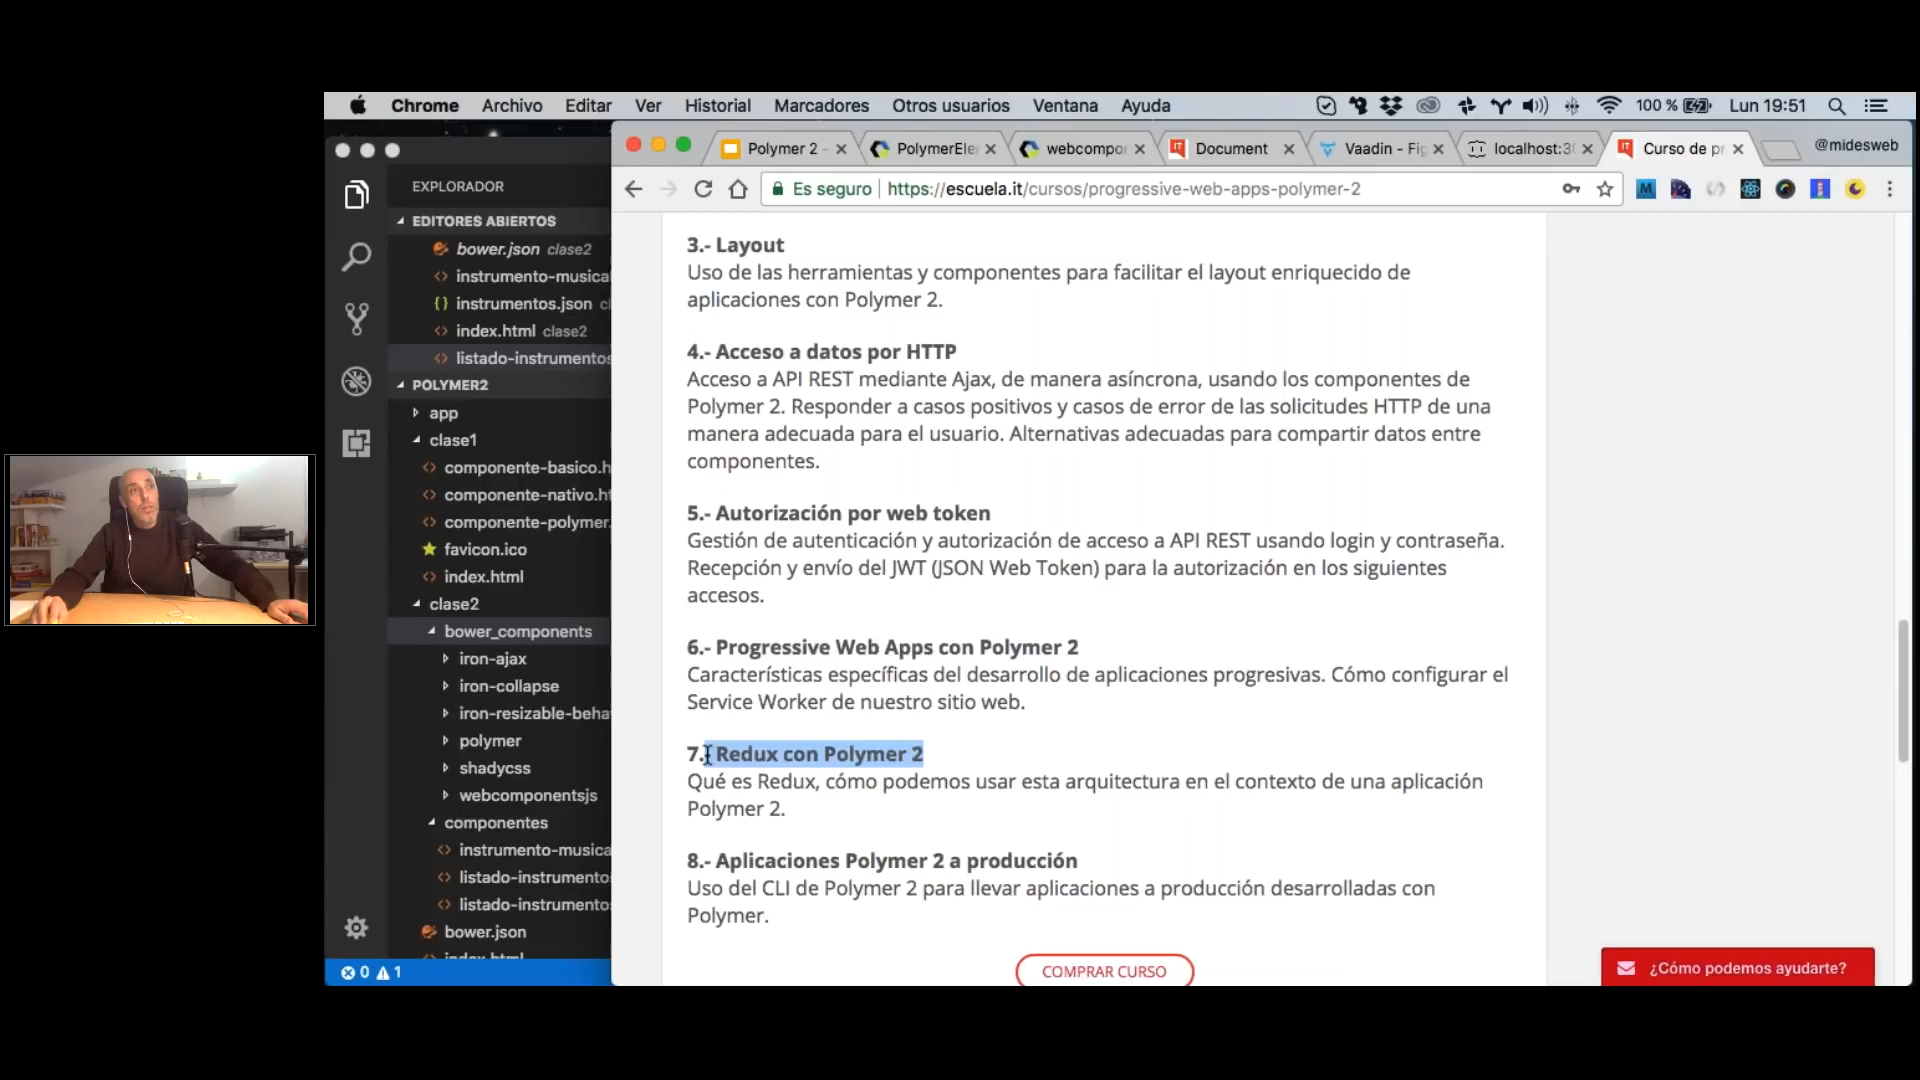 Chrome Archivo Editar Ver Historial Marcadores Otros usuarios Ventana Ayuda 100 % Lun 19:51
Polymer 2 - PolymerEle webcompo Document Vaadin - Fig localhost:30 Curso de pr @midesweb
Es seguro https://escuela.it/cursos/progressive-web-apps-polymer-2
EXPLORADOR
EDITORES ABIERTOS
bower.json clase2
instrumento-musica
instrumentos.json cl
index.html clase2
listado-instrumentos
POLYMER2
app
clase1
componente-basico.h
componente-nativo.ht
componente-polymer.
favicon.ico
index.html
clase2
bower_components
iron-ajax
iron-collapse
iron-resizable-beha
polymer
shadycss
webcomponentsjs
componentes
instrumento-musica
listado-instrumento
listado-instrumento
bower.json
index.html
0 1
3.- Layout
Uso de las herramientas y componentes para facilitar el layout enriquecido de
aplicaciones con Polymer 2.
4.- Acceso a datos por HTTP
Acceso a API REST mediante Ajax, de manera asíncrona, usando los componentes de
Polymer 2. Responder a casos positivos y casos de error de las solicitudes HTTP de una
manera adecuada para el usuario. Alternativas adecuadas para compartir datos entre
componentes.
5.- Autorización por web token
Gestión de autenticación y autorización de acceso a API REST usando login y contraseña.
Recepción y envío del JWT (JSON Web Token) para la autorización en los siguientes
accesos.
6.- Progressive Web Apps con Polymer 2
Características específicas del desarrollo de aplicaciones progresivas. Cómo configurar el
Service Worker de nuestro sitio web.
7.- Redux con Polymer 2
Qué es Redux, cómo podemos usar esta arquitectura en el contexto de una aplicación
Polymer 2.
8.- Aplicaciones Polymer 2 a producción
Uso del CLI de Polymer 2 para llevar aplicaciones a producción desarrolladas con
Polymer.
COMPRAR CURSO
¿Cómo podemos ayudarte?